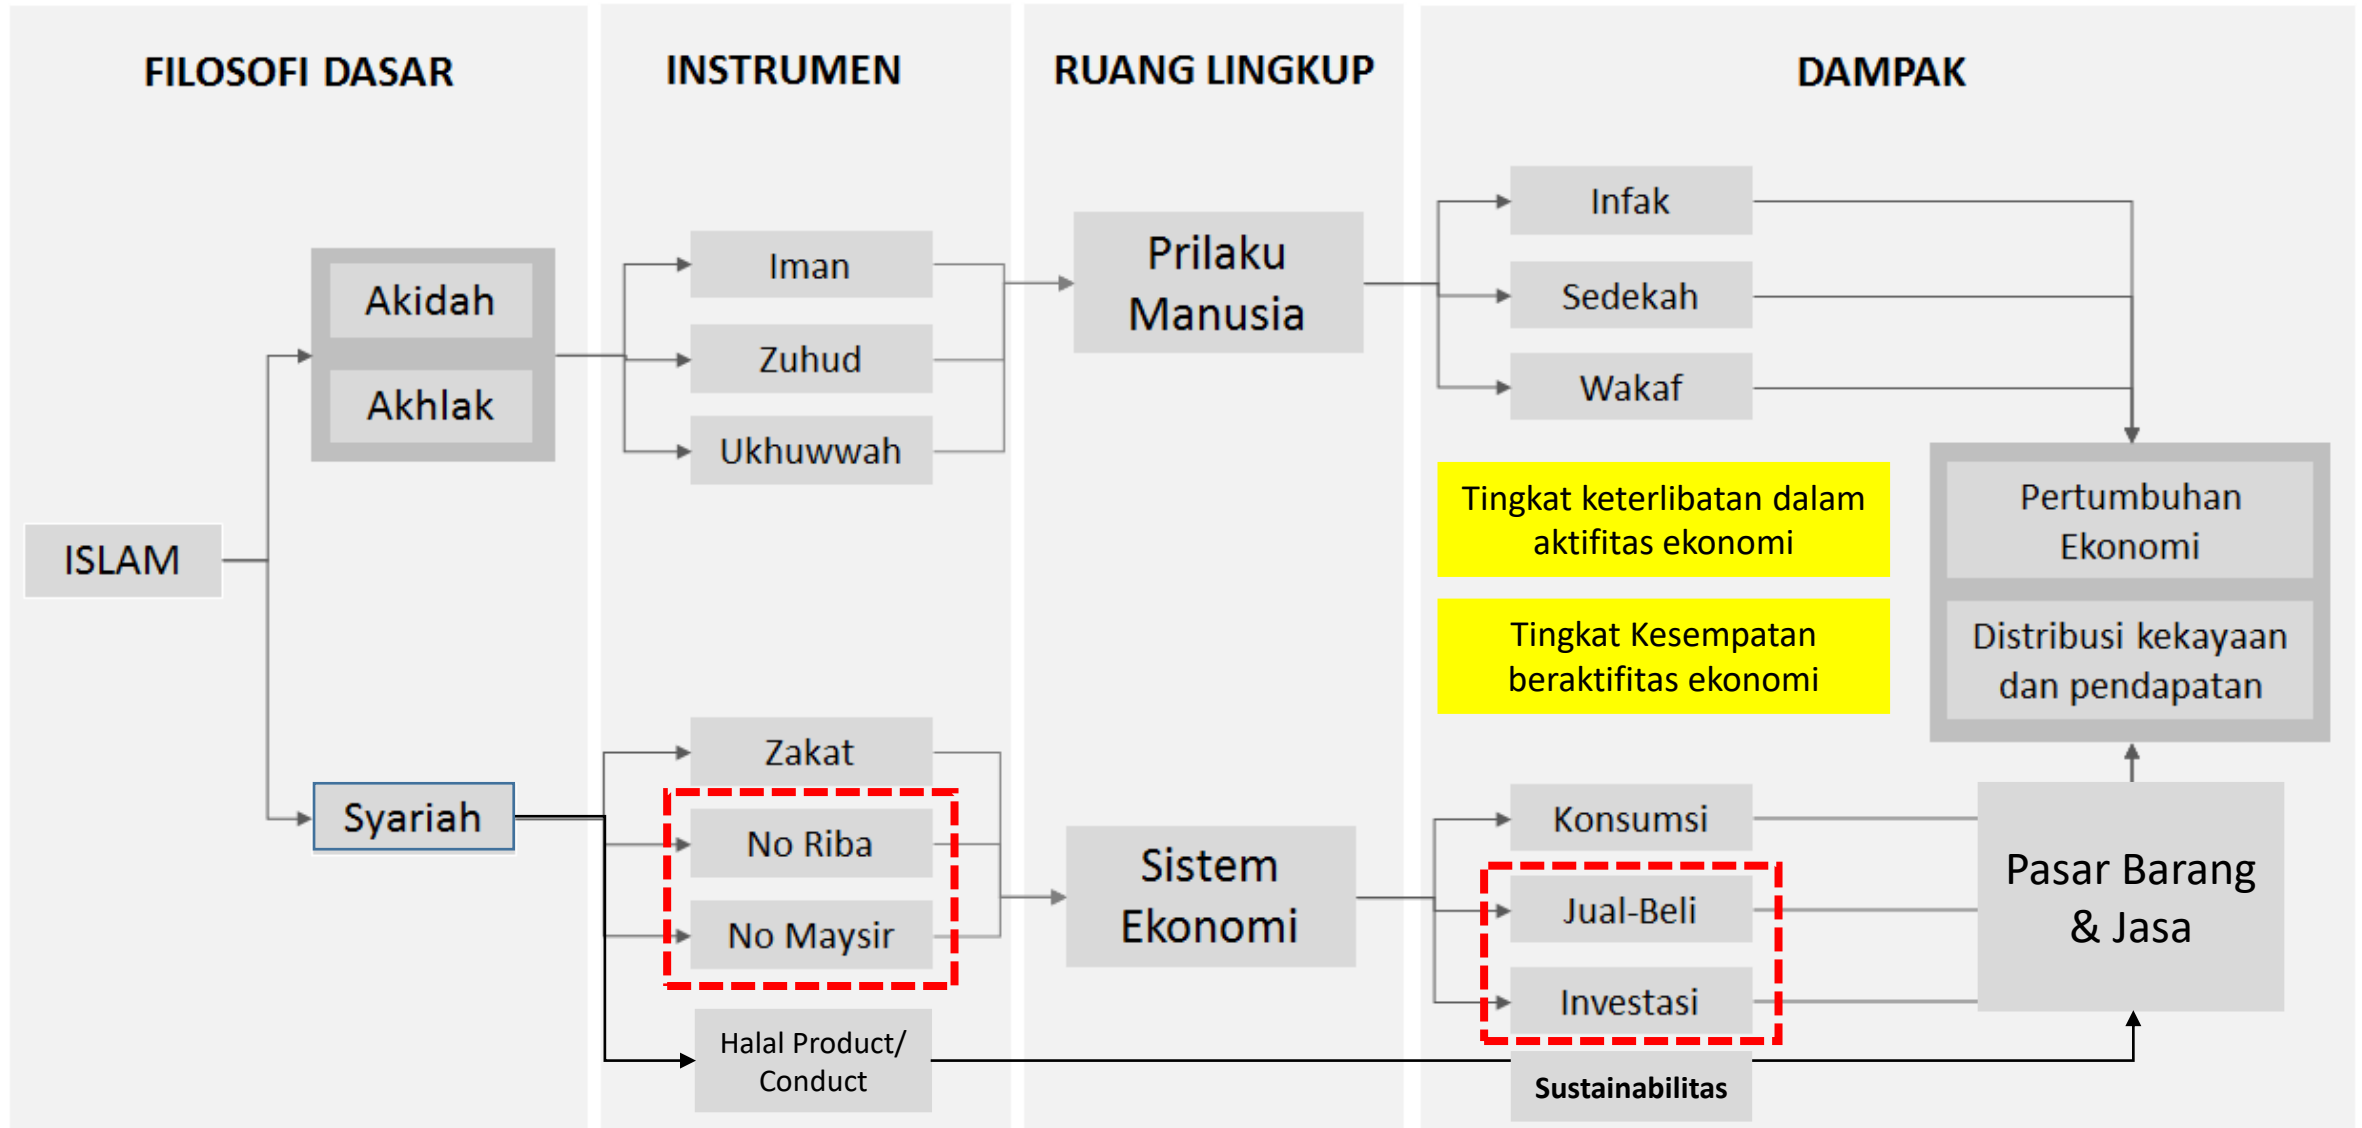 FILOSOFI DASAR
INSTRUMEN
RUANG LINGKUP
DAMPAK
ISLAM
Akidah
Akhlak
Syariah
Iman
Zuhud
Ukhuwwah
Zakat
No Riba
No Maysir
Halal Product/
Conduct
Prilaku
Manusia
Sistem
Ekonomi
Infak
Sedekah
Wakaf
Tingkat keterlibatan dalam
aktifitas ekonomi
Tingkat Kesempatan
beraktifitas ekonomi
Konsumsi
Jual-Beli
Investasi
Sustainabilitas
Pertumbuhan
Ekonomi
Distribusi kekayaan
dan pendapatan
Pasar Barang
& Jasa